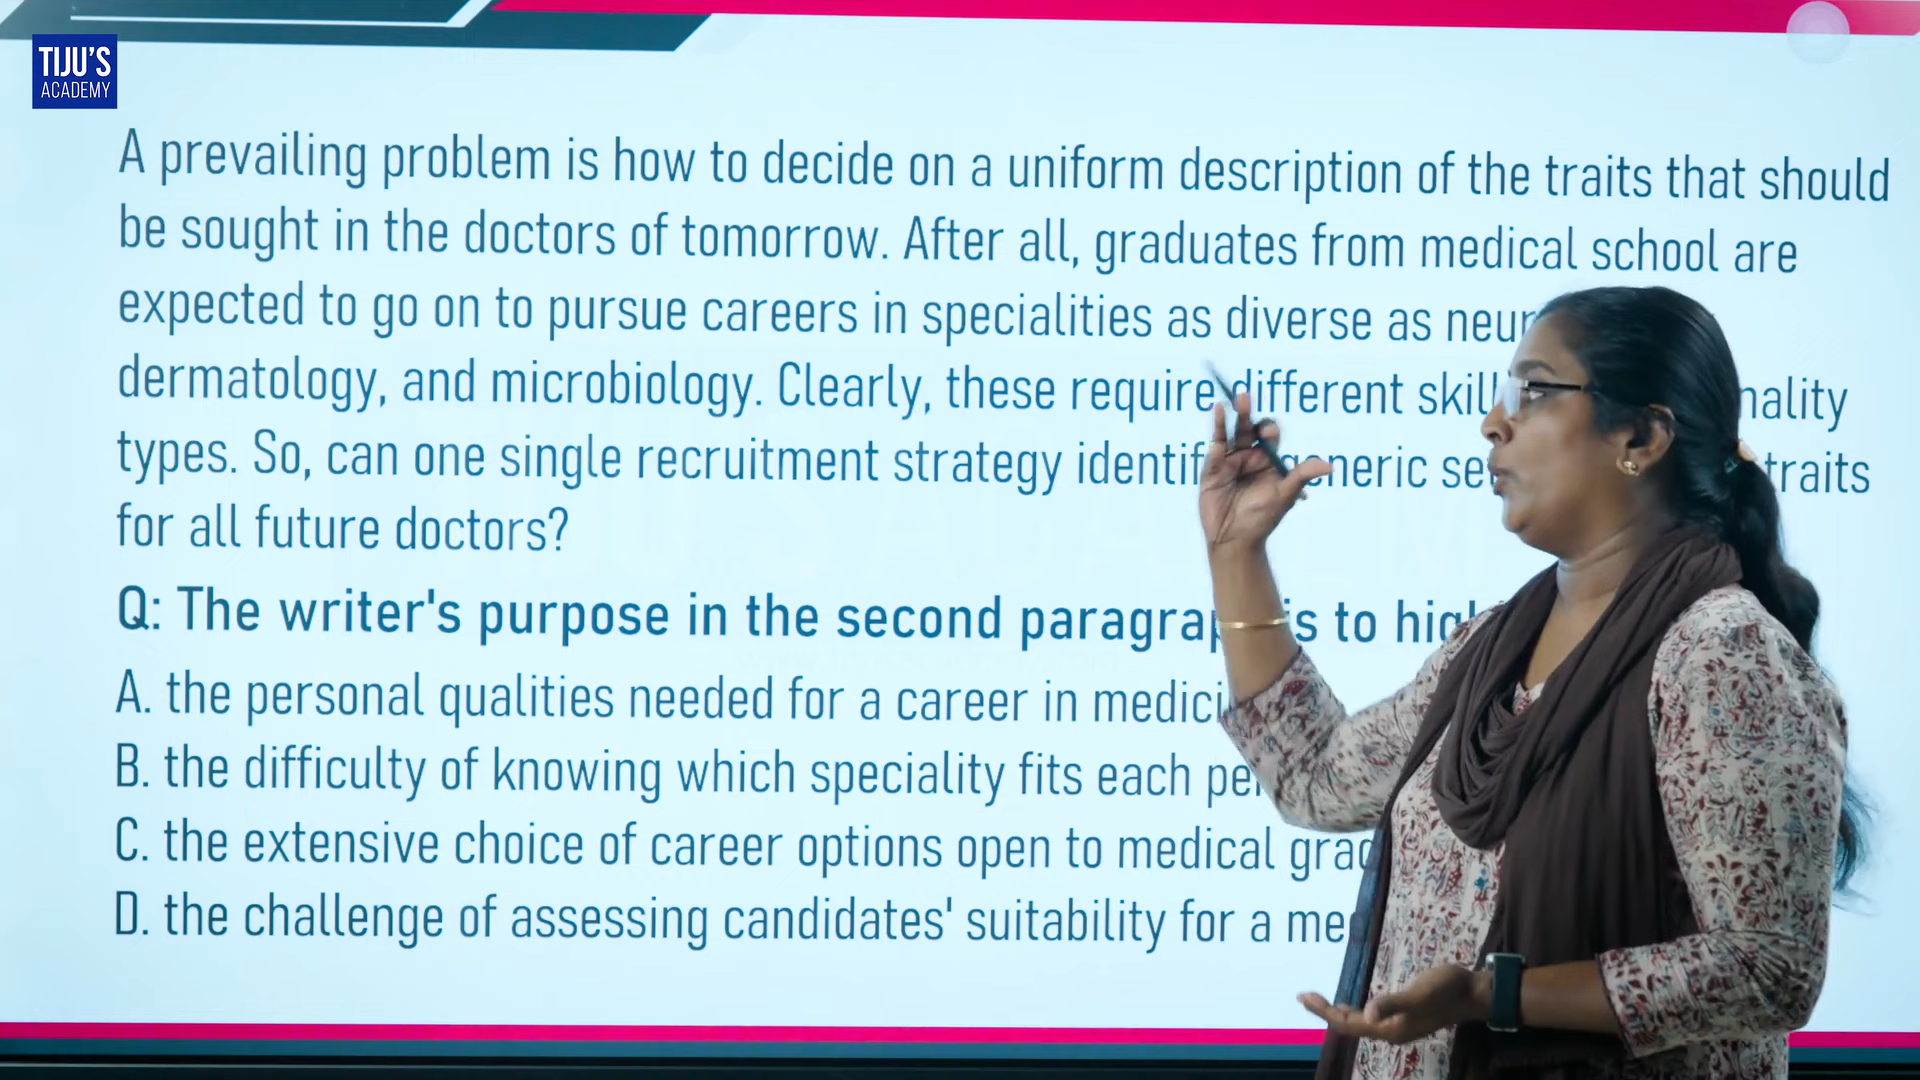 TIJU'S
ACADEMY
A prevailing problem is how to decide on a uniform description of the traits that should
be sought in the doctors of tomorrow. After all, graduates from medical school are
expected to go on to pursue careers in specialities as diverse as
dermatology, and microbiology. Clearly, these require different
types. So, can one single recruitment strategy generic traits
for all future doctors?
Q: The writer's purpose in the second is to
A. the personal qualities needed for a career in
B. the difficulty of knowing which speciality fits each
C. the extensive choice of career options open to medical
D. the challenge of assessing candidates' suitability for a